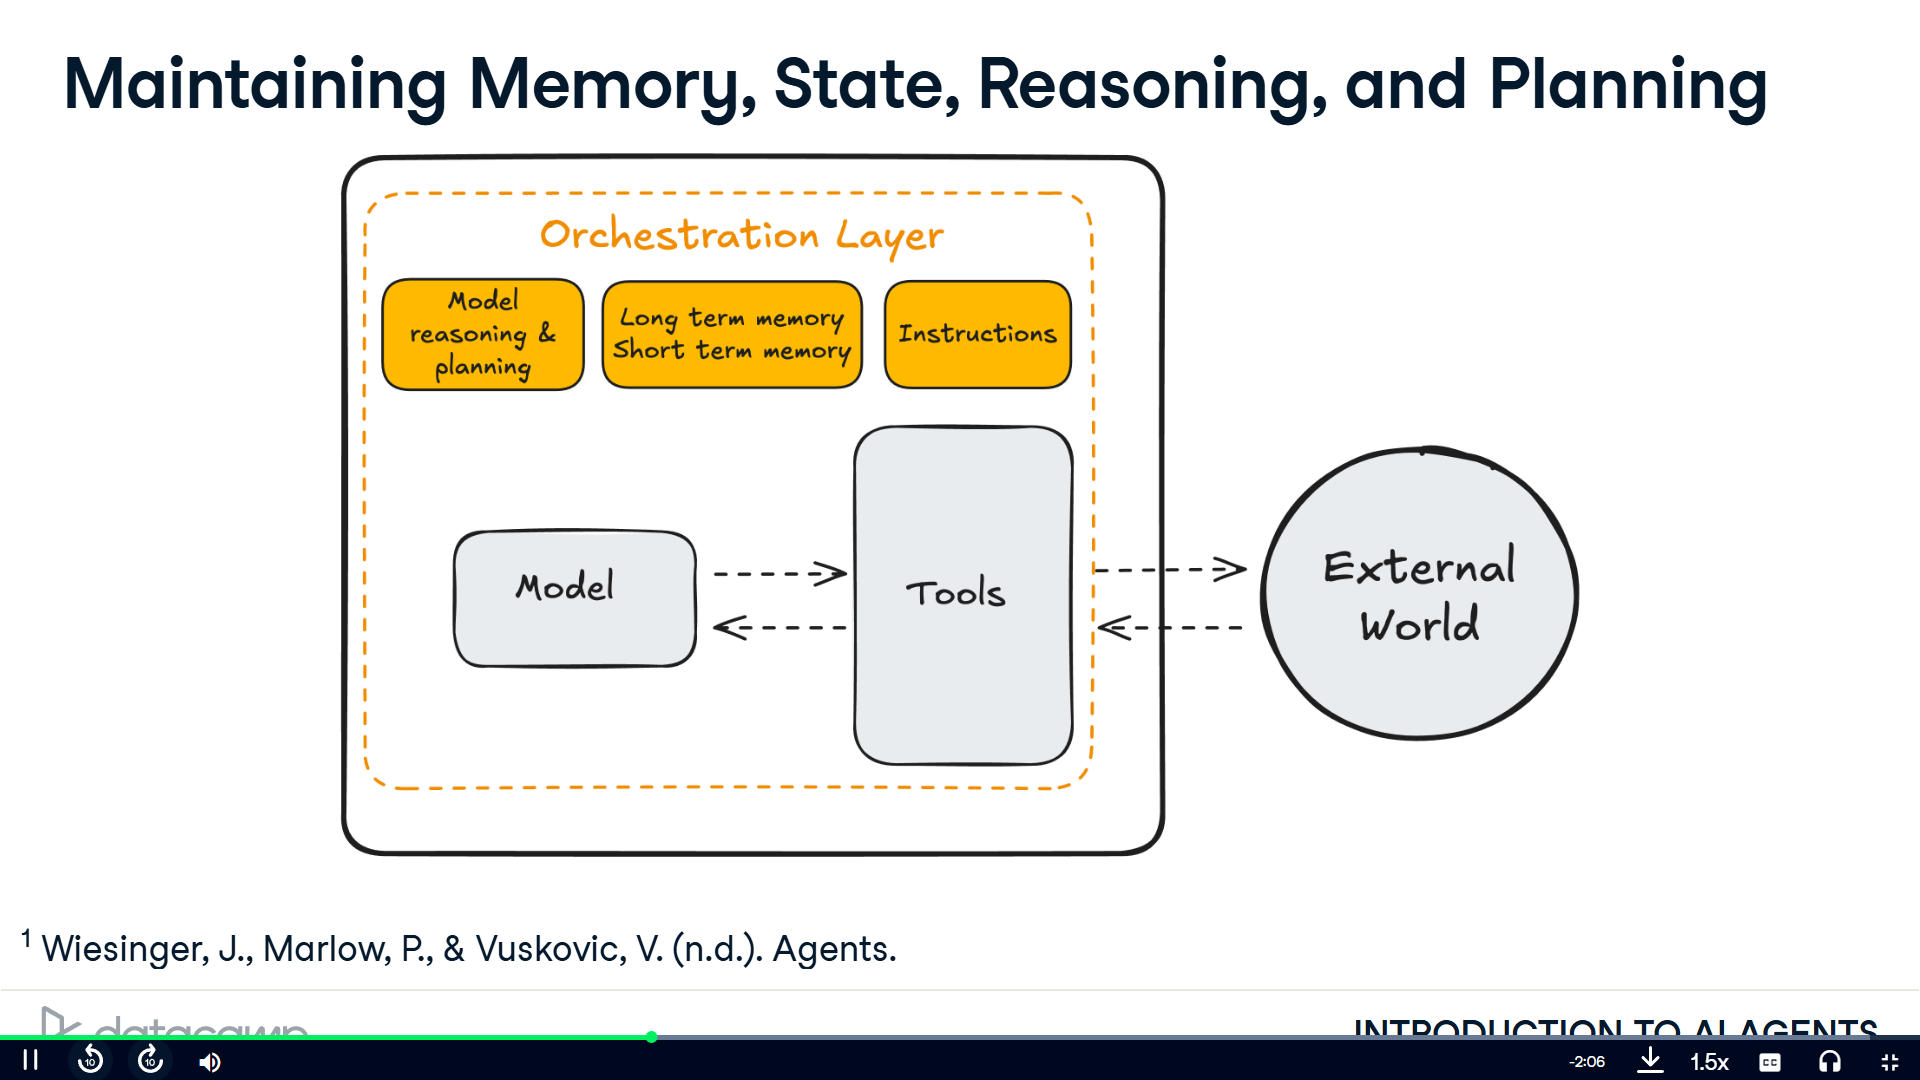 Maintaining Memory, State, Reasoning, and Planning
Orchestration Layer
Model
reasoning &
planning
Long term memory
Short term memory
Instructions
Model
Tools
External
World
1 Wiesinger, J., Marlow, P., & Vuskovic, V. (n.d.). Agents.
datacamp
INTRODUCTION TO AI AGENTS
10
10
-2:06
1.5x
CC